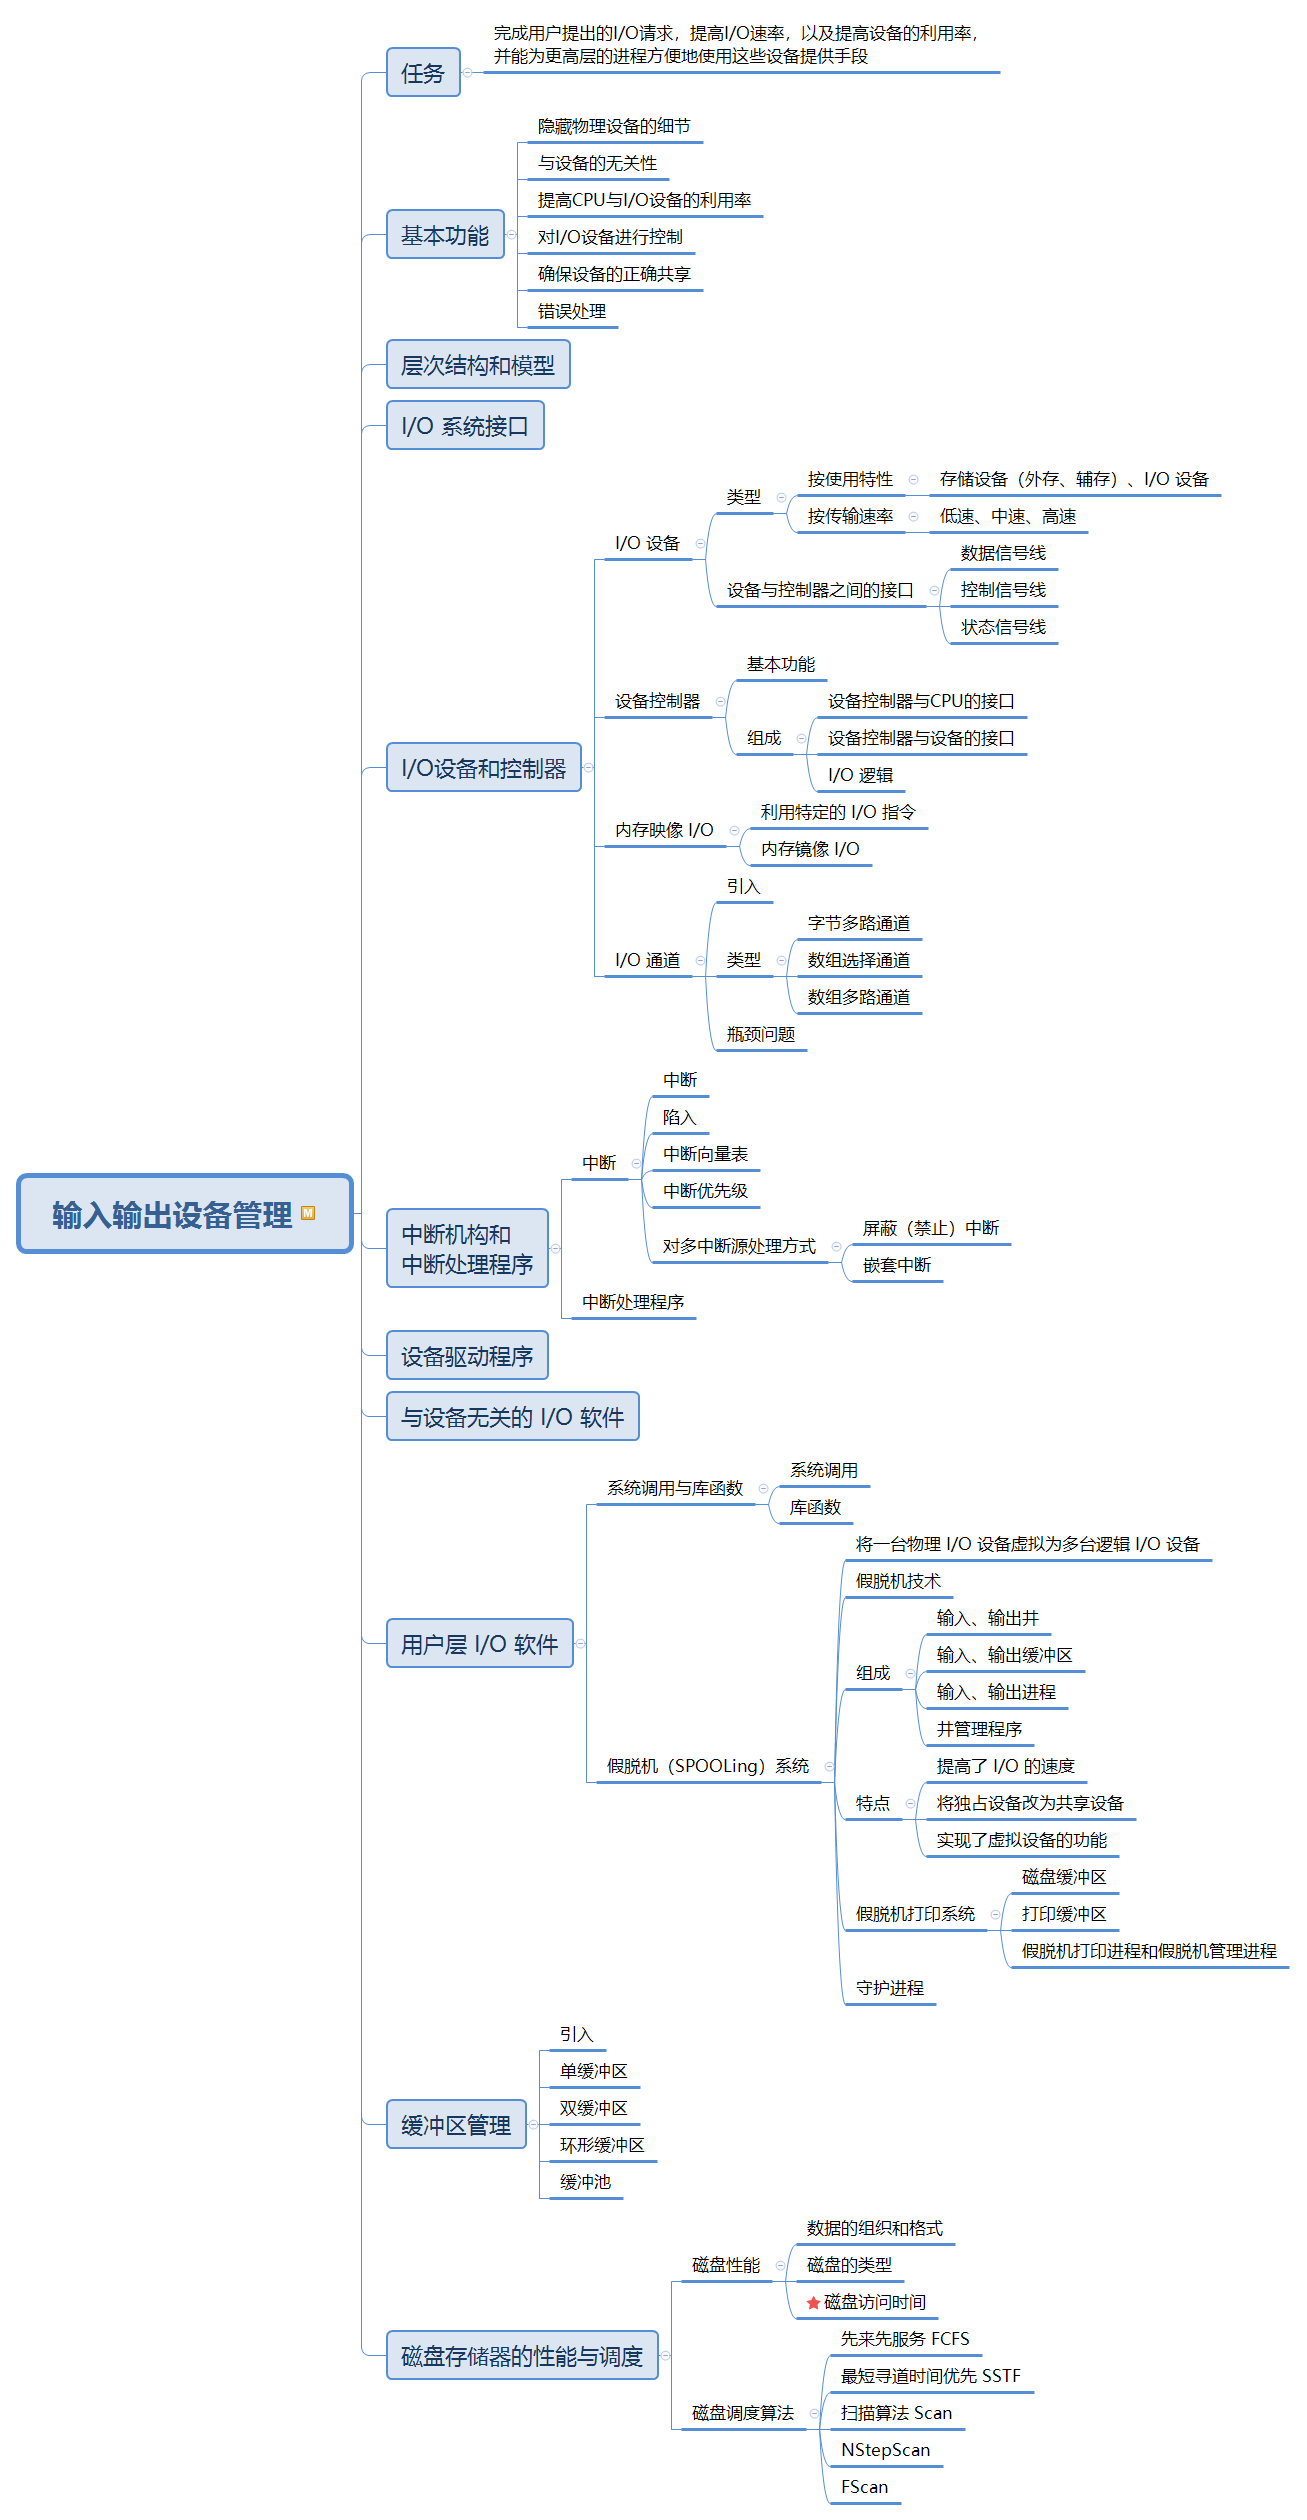 完成用户提出的I/O请求，提高I/O速率，以及提高设备的利用率，
并能为更高层的进程方便地使用这些设备提供手段
任务
隐藏物理设备的细节
与设备的无关性
提高CPU与I/O设备的利用率
基本功能
对I/O设备进行控制
确保设备的正确共享
错误处理
层次结构和模型
I/O 系统接口
按使用特性
存储设备（外存、辅存）、I/O 设备
类型
按传输速率
低速、中速、高速
I/O 设备
数据信号线
设备与控制器之间的接口
控制信号线
状态信号线
基本功能
设备控制器
设备控制器与CPU的接口
组成
设备控制器与设备的接口
I/O设备和控制器
I/O 逻辑
利用特定的 I/O 指令
内存映像 I/O
内存镜像 I/O
引入
字节多路通道
I/O 通道
类型
数组选择通道
数组多路通道
瓶颈问题
中断
陷入
中断
中断向量表
中断优先级
输入输出设备管理
M
中断机构和
中断处理程序
对多中断源处理方式
屏蔽（禁止）中断
嵌套中断
中断处理程序
设备驱动程序
与设备无关的 I/O 软件
系统调用与库函数
系统调用
库函数
将一台物理 I/O 设备虚拟为多台逻辑 I/O 设备
假脱机技术
输入、输出井
用户层 I/O 软件
组成
输入、输出缓冲区
输入、输出进程
井管理程序
假脱机（SPOOLing）系统
提高了 I/O 的速度
特点
将独占设备改为共享设备
实现了虚拟设备的功能
磁盘缓冲区
假脱机打印系统
打印缓冲区
假脱机打印进程和假脱机管理进程
守护进程
引入
单缓冲区
缓冲区管理
双缓冲区
环形缓冲区
缓冲池
数据的组织和格式
磁盘性能
磁盘的类型
磁盘访问时间
磁盘存储器的性能与调度
先来先服务 FCFS
最短寻道时间优先 SSTF
磁盘调度算法
扫描算法 Scan
NStepScan
FScan